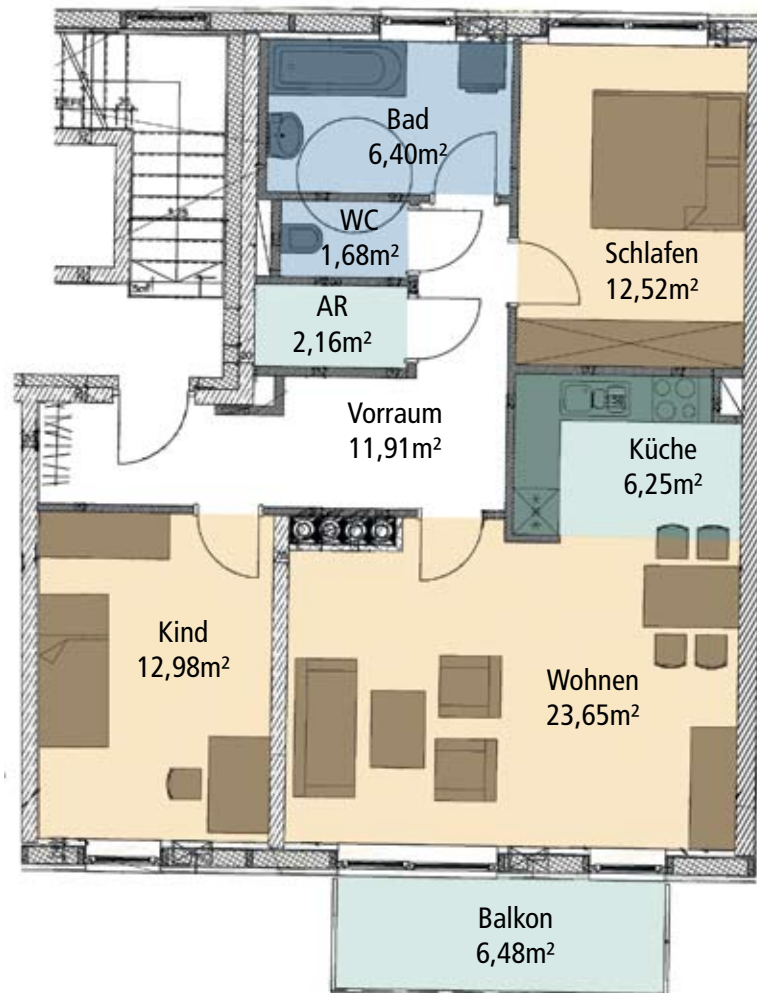 Bad
6,40m²
WC
1,68m²
Schlafen
12,52m²
AR
2,16m²
Vorraum
11,91m²
Küche
6,25m²
Kind
12,98m²
Wohnen
23,65m²
Balkon
6,48m²